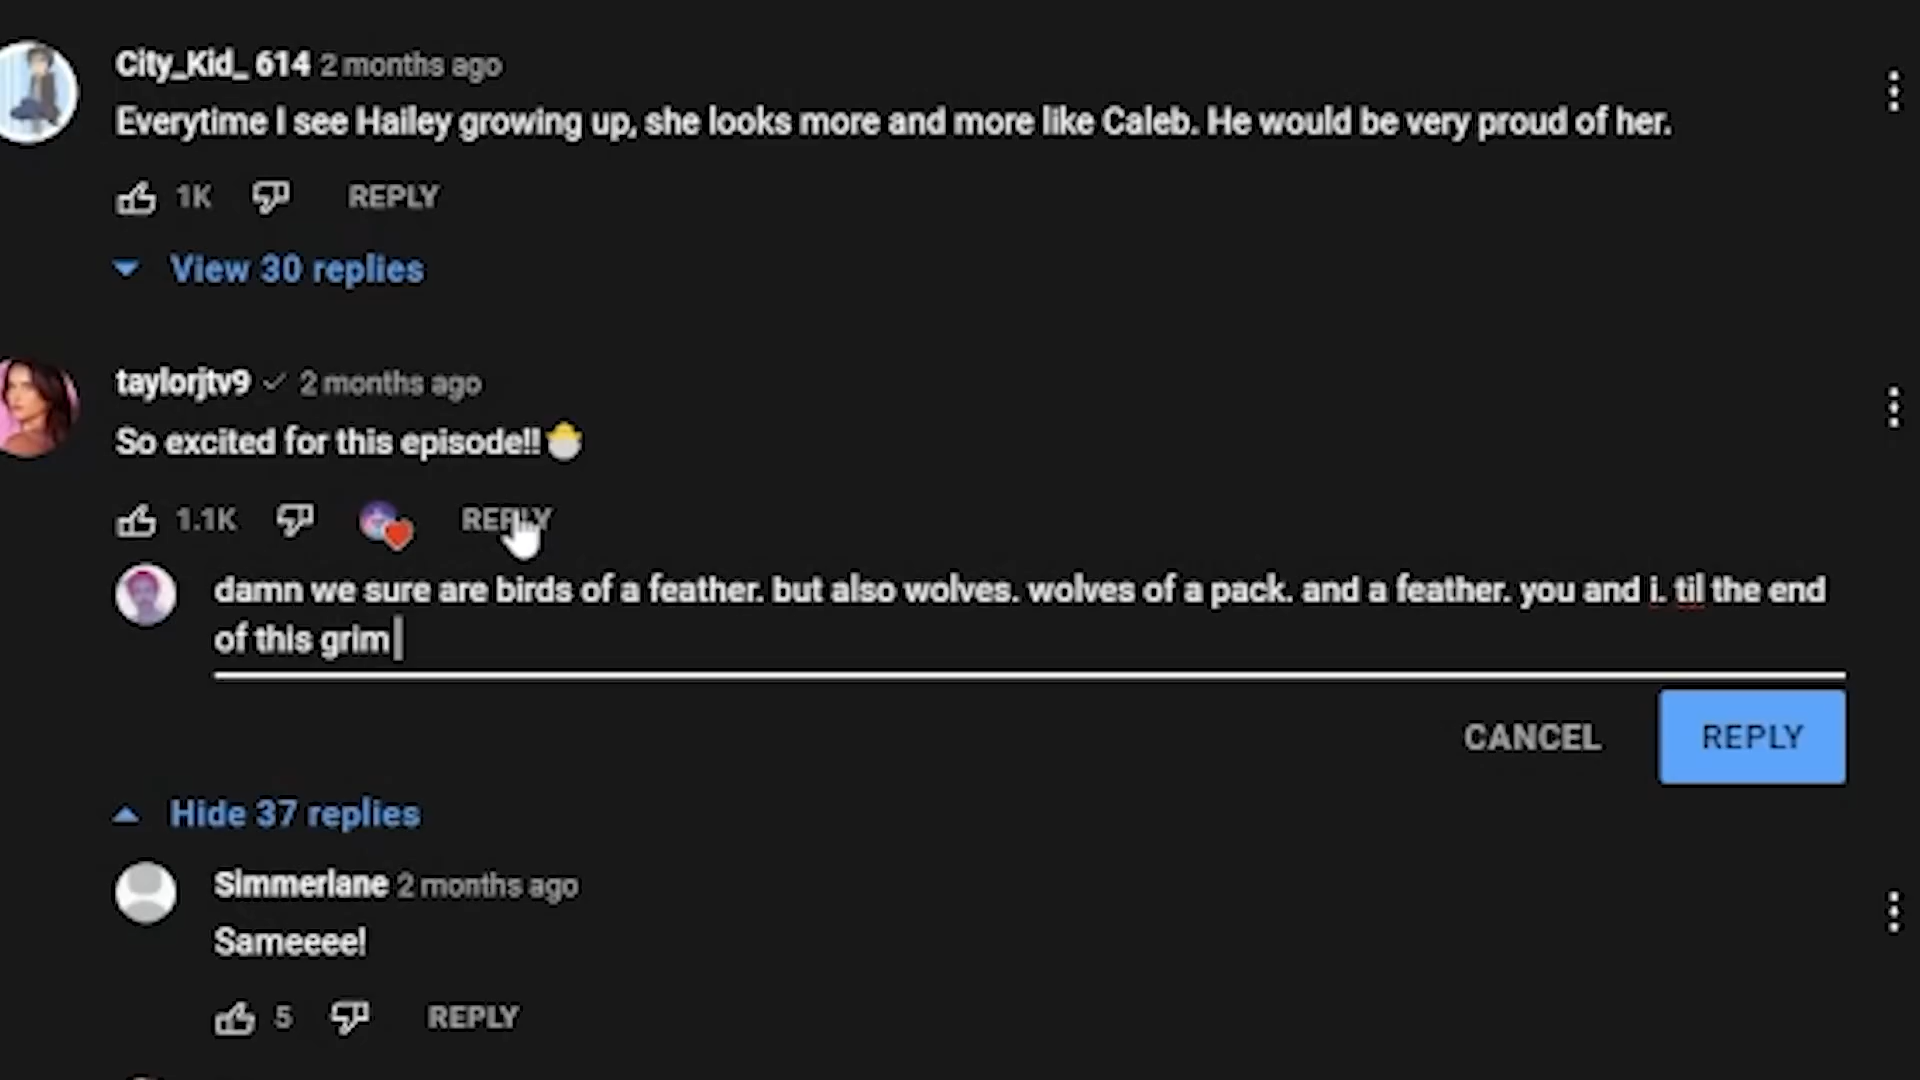 City_Kid_ 614 2 months ago
Everytime I see Hailey growing up, she looks more and more like Caleb. He would be very proud of her.
1K REPLY
View 30 replies
taylorjtv9 2 months ago
So excited for this episode!!
1.1K REPLY
damn we sure are birds of a feather. but also wolves. wolves of a pack. and a feather. you and i. til the end
of this grim
CANCEL REPLY
Hide 37 replies
Simmerlane 2 months ago
Sameeee!
5 REPLY